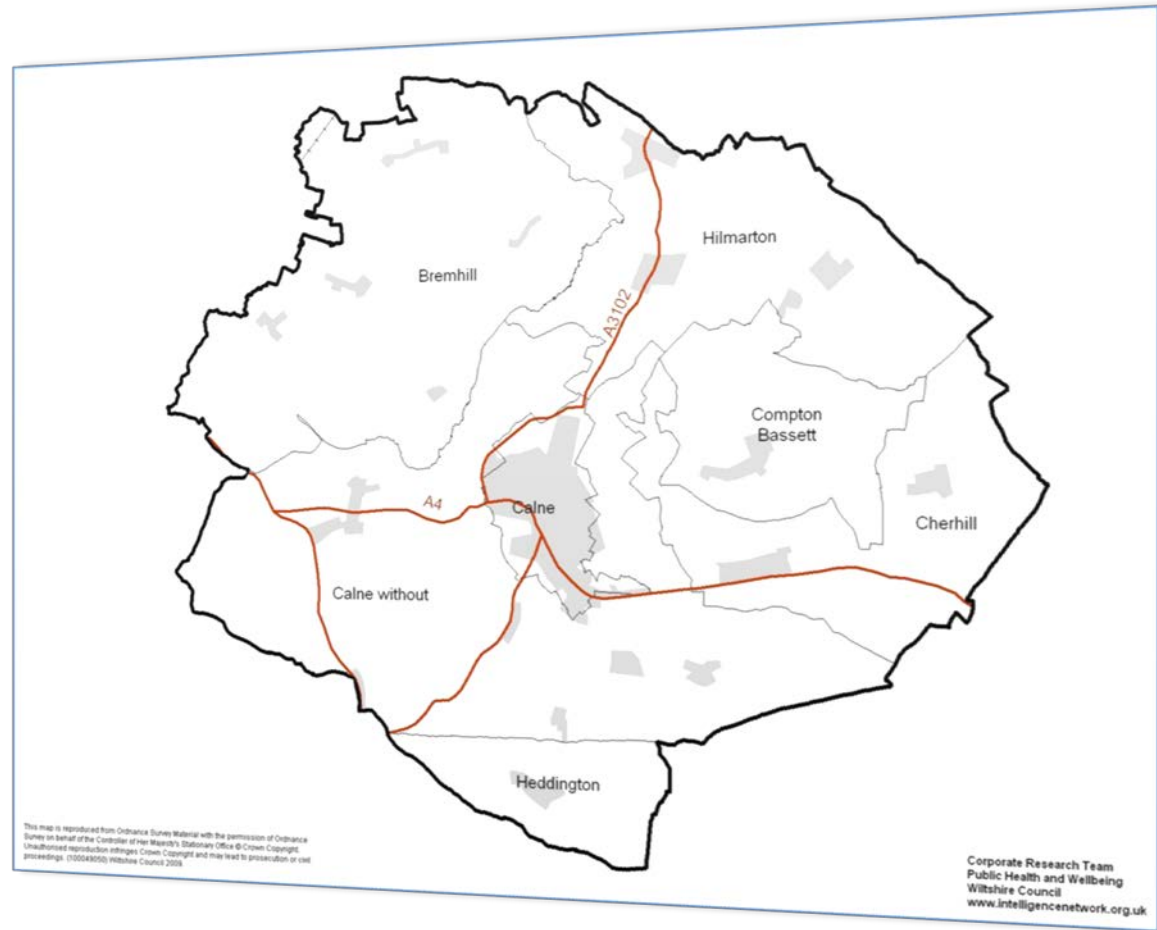 Hilmarton
Bremhill
A3102
Compton
Bassett
A4
Calne
Cherhill
Calne without
Heddington
This map is reproduced from Ordnance Survey Material with the permission of Ordnance
Survey on behalf of the Controller of Her Majesty's Stationary Office © Crown Copyright.
Unauthorised reproduction infringes Crown Copyright and may lead to prosecution or civil
proceedings. (100049050) Wiltshire Council 2009.
Corporate Research Team
Public Health and Wellbeing
Wiltshire Council
www.intelligencenetwork.org.uk